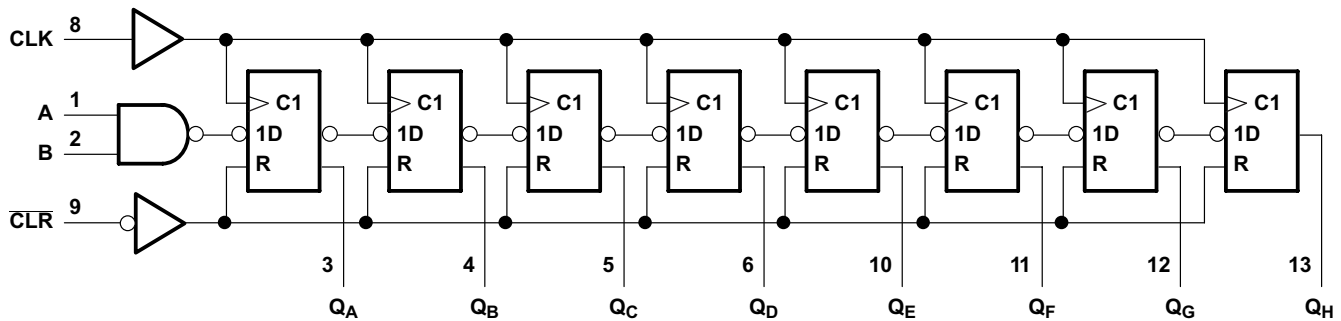 CLK 8
C1 C1 C1 C1 C1 C1 C1 C1
A 1
1D 1D 1D 1D 1D 1D 1D 1D
B 2
R R R R R R R R
CLR 9
3 4 5 6 10 11 12 13
QA QB QC QD QE QF QG QH